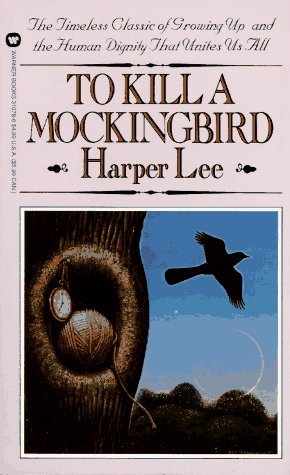 The Timeless Classic of Growing Up and
the Human Dignity That Unites Us All
TO KILL A
MOCKINGBIRD
Harper Lee